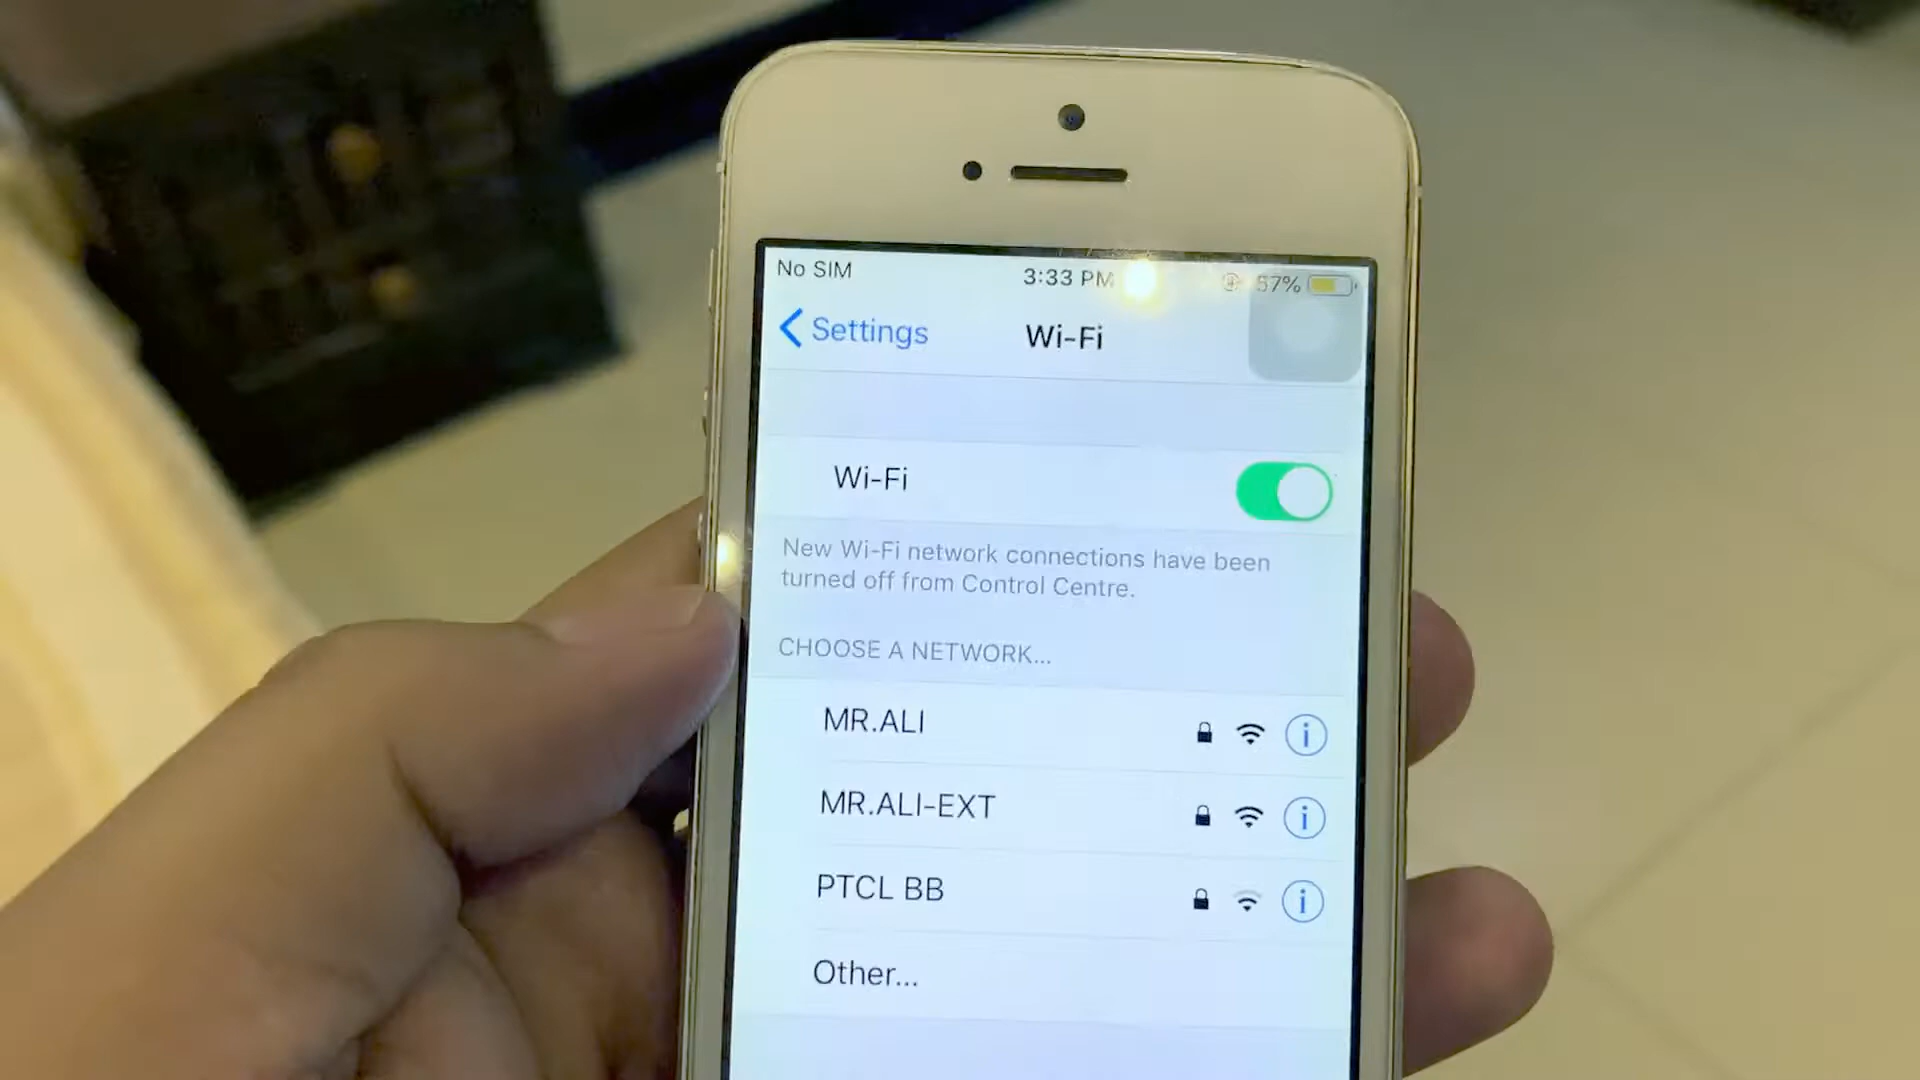 No SIM 3:33 PM 57%
Settings Wi-Fi
Wi-Fi
New Wi-Fi network connections have been
turned off from Control Centre.
CHOOSE A NETWORK...
MR.ALI
MR.ALI-EXT
PTCL BB
Other...